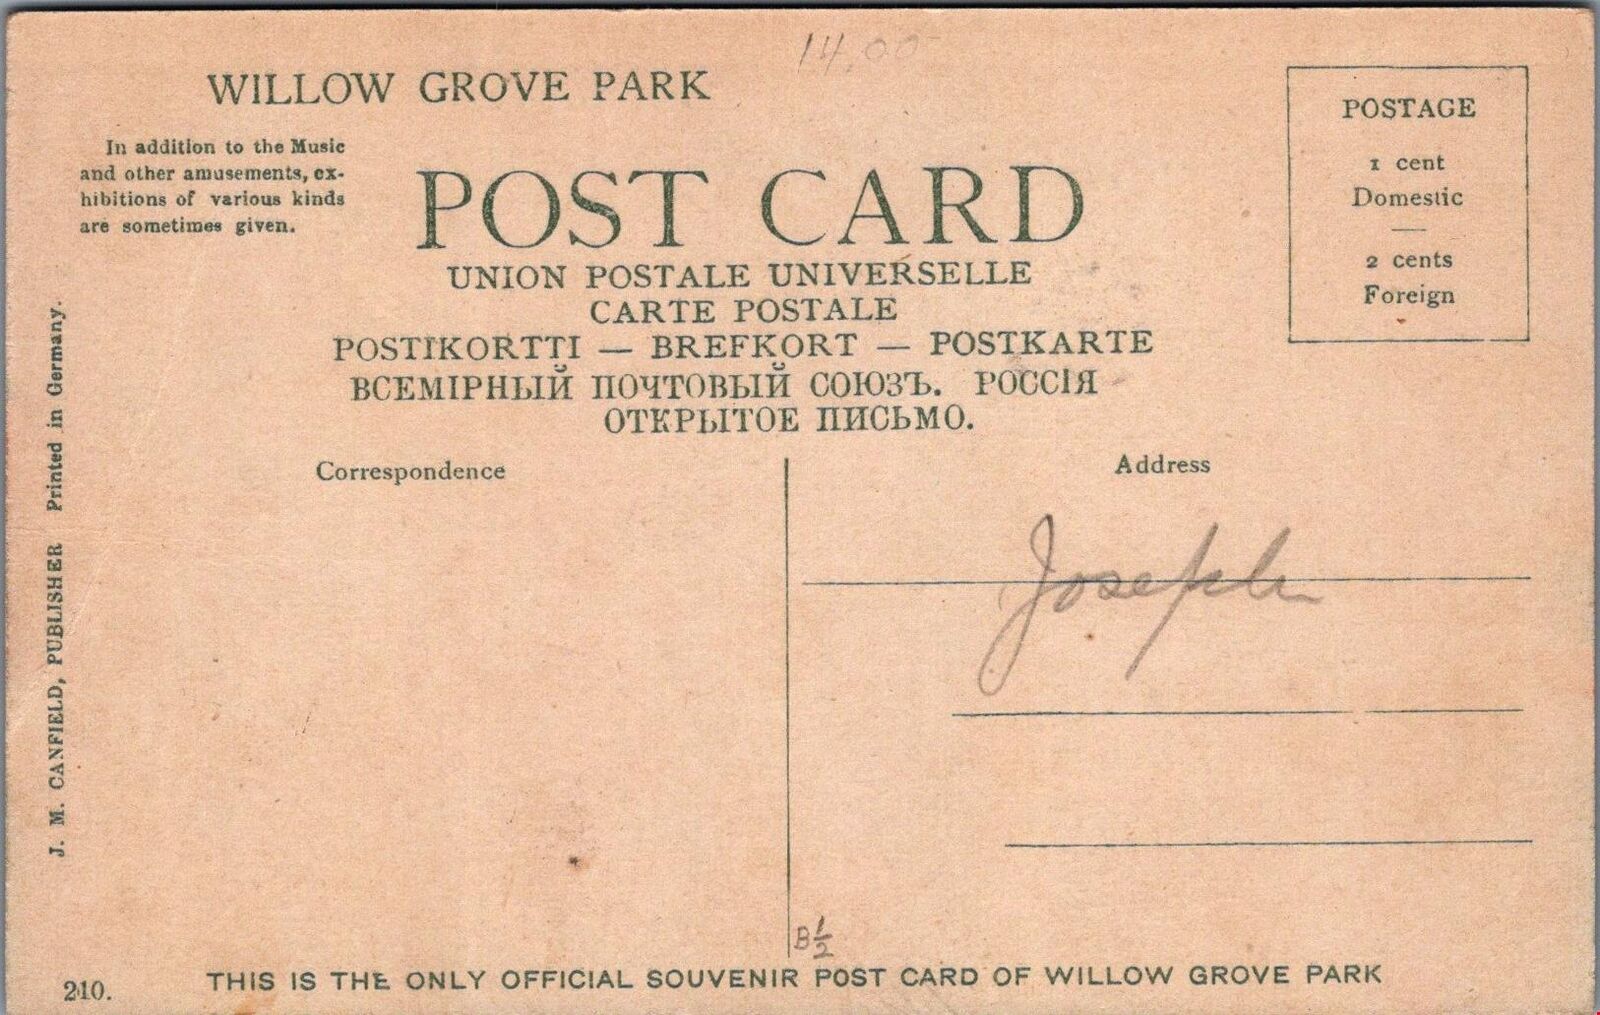 14.00
WILLOW GROVE PARK
In addition to the Music
and other amusements, ex-
hibitions of various kinds
are sometimes given.
POST CARD
UNION POSTALE UNIVERSELLE
CARTE POSTALE
POSTIKORTTI — BREFKORT — POSTKARTE
ВСЕМІРНЫЙ ПОЧТОВЫЙ СОЮЗЪ. РОССІЯ
ОТКРЫТОЕ ПИСЬМО.
POSTAGE
1 cent
Domestic
—
2 cents
Foreign
Correspondence
Address
Joseph
J. M. CANFIELD, PUBLISHER Printed in Germany.
B 1/2
210.
THIS IS THE ONLY OFFICIAL SOUVENIR POST CARD OF WILLOW GROVE PARK